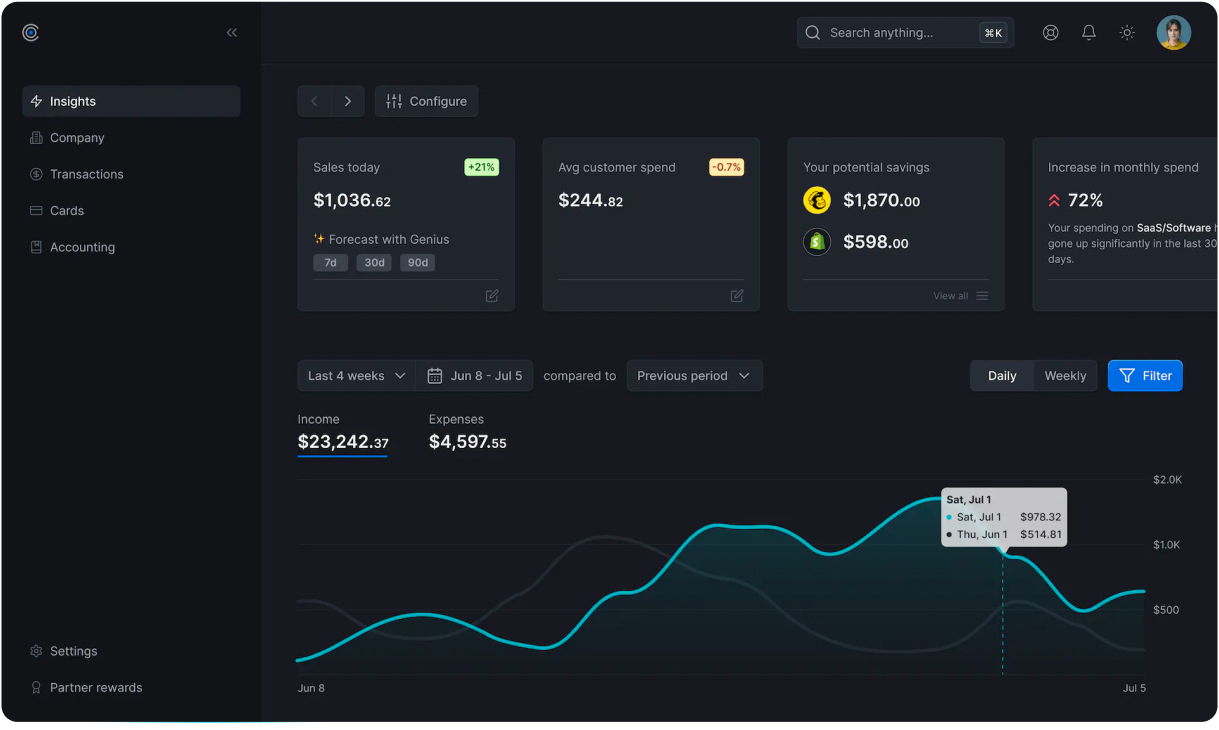 Search anything... ⌘K
Insights
Company
Transactions
Cards
Accounting
Settings
Partner rewards
Configure
Sales today +21%
$1,036.62
✨ Forecast with Genius
7d 30d 90d
Avg customer spend -0.7%
$244.82
Your potential savings
$1,870.00
$598.00
View all
Increase in monthly spend
72%
Your spending on SaaS/Software h
gone up significantly in the last 30
days.
Last 4 weeks Jun 8 - Jul 5 compared to Previous period Daily Weekly Filter
Income Expenses
$23,242.37 $4,597.55
$2.0K
Sat, Jul 1
Sat, Jul 1 $978.32
Thu, Jun 1 $514.81
$1.0K
$500
Jun 8 Jul 5